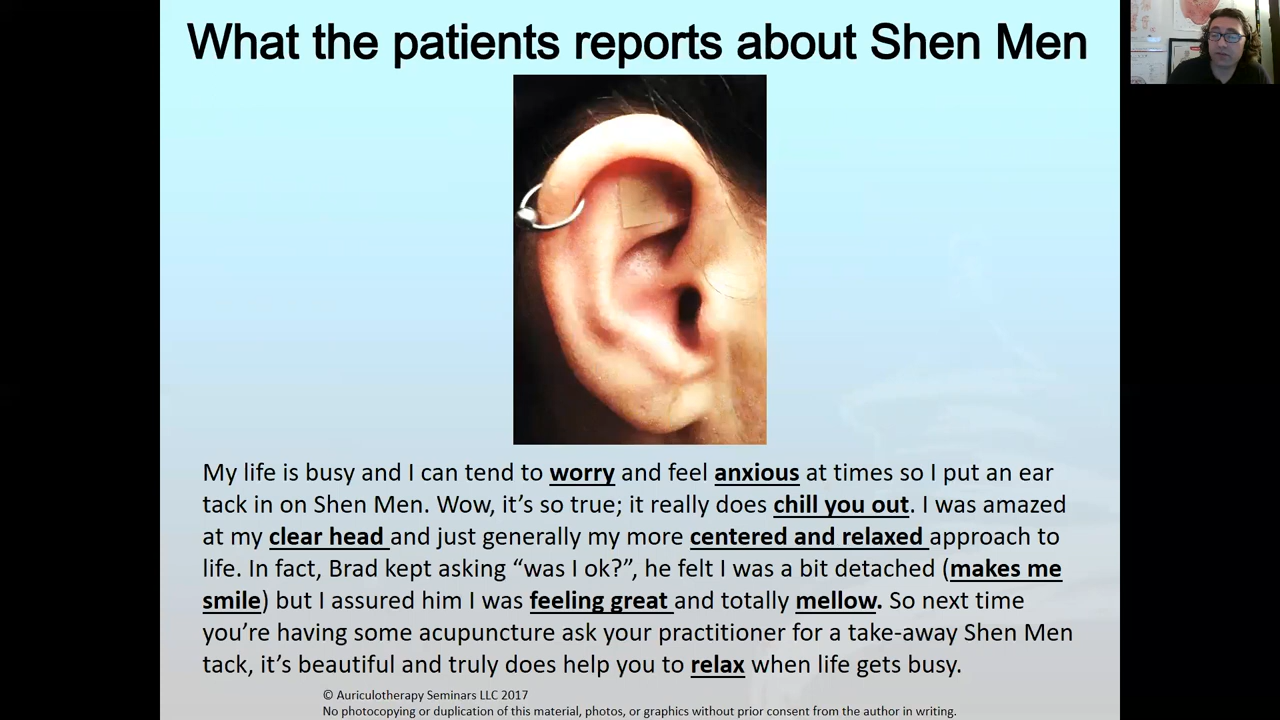 What the patients reports about Shen Men
My life is busy and I can tend to worry and feel anxious at times so I put an ear
tack in on Shen Men. Wow, it’s so true; it really does chill you out. I was amazed
at my clear head and just generally my more centered and relaxed approach to
life. In fact, Brad kept asking “was I ok?”, he felt I was a bit detached (makes me
smile) but I assured him I was feeling great and totally mellow. So next time
you’re having some acupuncture ask your practitioner for a take-away Shen Men
tack, it’s beautiful and truly does help you to relax when life gets busy.
© Auriculotherapy Seminars LLC 2017
No photocopying or duplication of this material, photos, or graphics without prior consent from the author in writing.